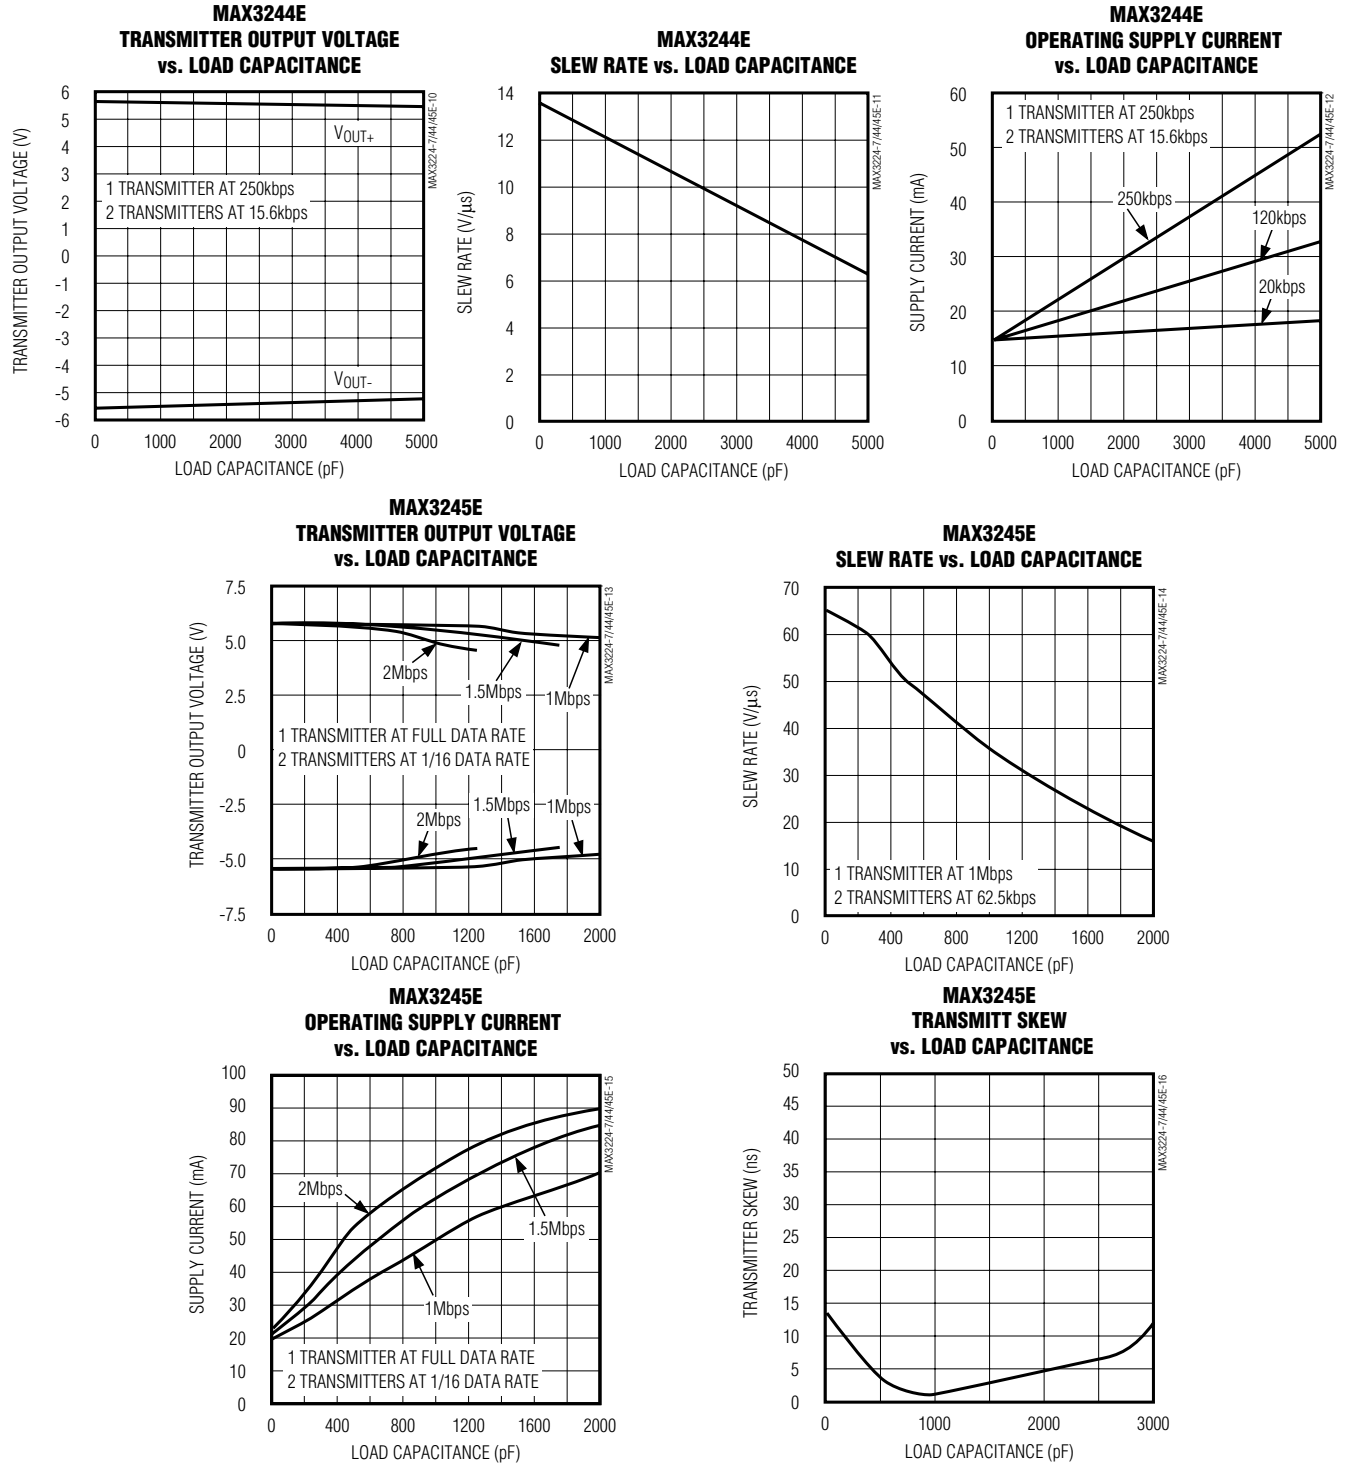 MAX3244E
TRANSMITTER OUTPUT VOLTAGE
vs. LOAD CAPACITANCE
TRANSMITTER OUTPUT VOLTAGE (V)
6
5
4
3
2
1
0
-1
-2
-3
-4
-5
-6
VOUT+
1 TRANSMITTER AT 250kbps
2 TRANSMITTERS AT 15.6kbps
VOUT-
0 1000 2000 3000 4000 5000
LOAD CAPACITANCE (pF)
MAX3224-7/44/45E-10
MAX3244E
SLEW RATE vs. LOAD CAPACITANCE
SLEW RATE (V/μs)
14
12
10
8
6
4
2
0
0 1000 2000 3000 4000 5000
LOAD CAPACITANCE (pF)
MAX3224-7/44/45E-11
MAX3244E
OPERATING SUPPLY CURRENT
vs. LOAD CAPACITANCE
SUPPLY CURRENT (mA)
60
50
40
30
20
10
0
1 TRANSMITTER AT 250kbps
2 TRANSMITTERS AT 15.6kbps
250kbps
120kbps
20kbps
0 1000 2000 3000 4000 5000
LOAD CAPACITANCE (pF)
MAX3224-7/44/45E-12
MAX3245E
TRANSMITTER OUTPUT VOLTAGE
vs. LOAD CAPACITANCE
TRANSMITTER OUTPUT VOLTAGE (V)
7.5
5.0
2.5
0
-2.5
-5.0
-7.5
2Mbps
1.5Mbps
1Mbps
1 TRANSMITTER AT FULL DATA RATE
2 TRANSMITTERS AT 1/16 DATA RATE
2Mbps
1.5Mbps
1Mbps
0 400 800 1200 1600 2000
LOAD CAPACITANCE (pF)
MAX3224-7/44/45E-13
MAX3245E
SLEW RATE vs. LOAD CAPACITANCE
SLEW RATE (V/μs)
70
60
50
40
30
20
10
0
1 TRANSMITTER AT 1Mbps
2 TRANSMITTERS AT 62.5kbps
0 400 800 1200 1600 2000
LOAD CAPACITANCE (pF)
MAX3224-7/44/45E-14
MAX3245E
OPERATING SUPPLY CURRENT
vs. LOAD CAPACITANCE
SUPPLY CURRENT (mA)
100
90
80
70
60
50
40
30
20
10
0
2Mbps
1.5Mbps
1Mbps
1 TRANSMITTER AT FULL DATA RATE
2 TRANSMITTERS AT 1/16 DATA RATE
0 400 800 1200 1600 2000
LOAD CAPACITANCE (pF)
MAX3224-7/44/45E-15
MAX3245E
TRANSMITT SKEW
vs. LOAD CAPACITANCE
TRANSMITTER SKEW (ns)
50
45
40
35
30
25
20
15
10
5
0
0 1000 2000 3000
LOAD CAPACITANCE (pF)
MAX3224-7/44/45E-16